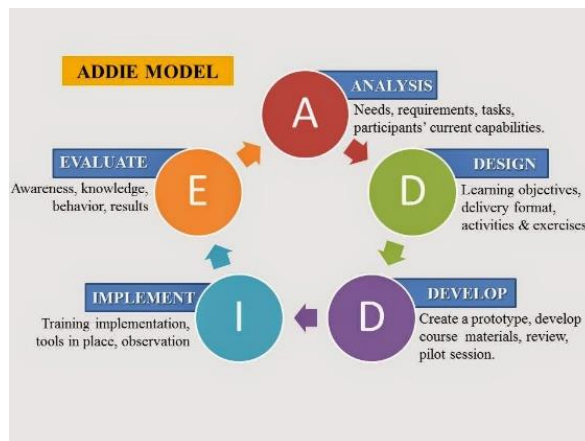 ADDIE MODEL
A
ANALYSIS
Needs, requirements, tasks,
participants' current capabilities.
D
DESIGN
Learning objectives,
delivery format,
activities & exercises
D
DEVELOP
Create a prototype, develop
course materials, review,
pilot session.
I
IMPLEMENT
Training implementation,
tools in place, observation
E
EVALUATE
Awareness, knowledge,
behavior, results